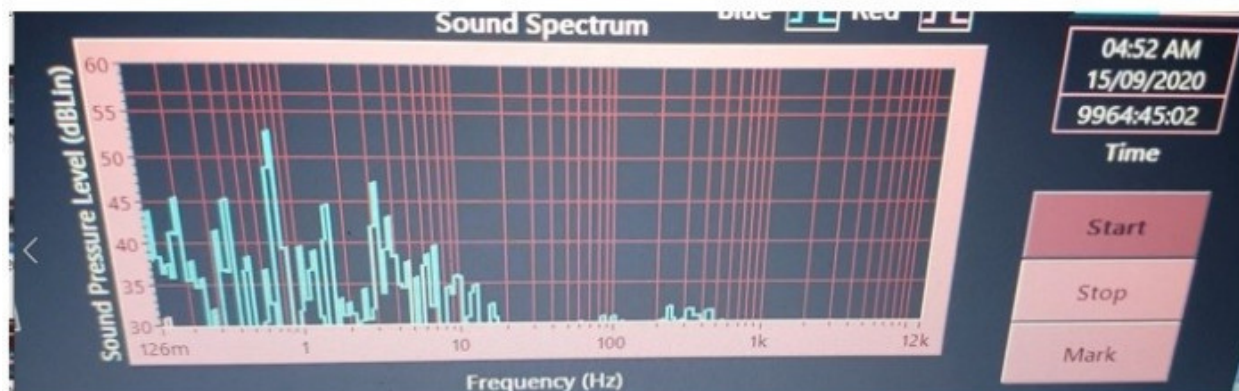 Sound Spectrum
Blue Red
04:52 AM
15/09/2020
9964:45:02
Time
Sound Pressure Level (dBLin)
60
55
50
45
40
35
30
126m 1 10 100 1k 12k
Frequency (Hz)
Start
Stop
Mark